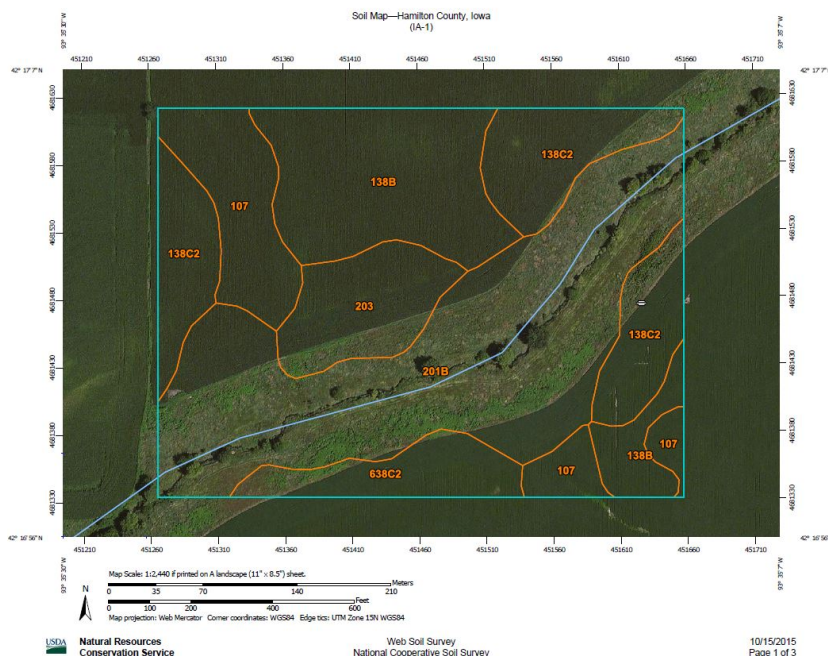 Soil Map—Hamilton County, Iowa
(IA-1)
93° 35' 30'' W
93° 35' 7'' W
451210 451260 451310 451360 451410 451460 451510 451560 451610 451660 451710
42° 17' 7'' N
42° 17' 7'' N
4681630
4681630
4681580
4681580
138C2
138B
107
4681530
4681530
138C2
4681480
4681480
203
138C2
4681430
4681430
201B
4681380
4681380
107
138B
638C2
107
4681330
4681330
42° 16' 56'' N
42° 16' 56'' N
451210 451260 451310 451360 451410 451460 451510 451560 451610 451660 451710
93° 35' 30'' W
93° 35' 7'' W
N
Map Scale: 1:2,440 if printed on A landscape (11" x 8.5") sheet.
Meters
0 35 70 140 210
Feet
0 100 200 400 600
Map projection: Web Mercator Corner coordinates: WGS84 Edge tics: UTM Zone 15N WGS84
USDA Natural Resources
Conservation Service
Web Soil Survey
National Cooperative Soil Survey
10/15/2015
Page 1 of 3